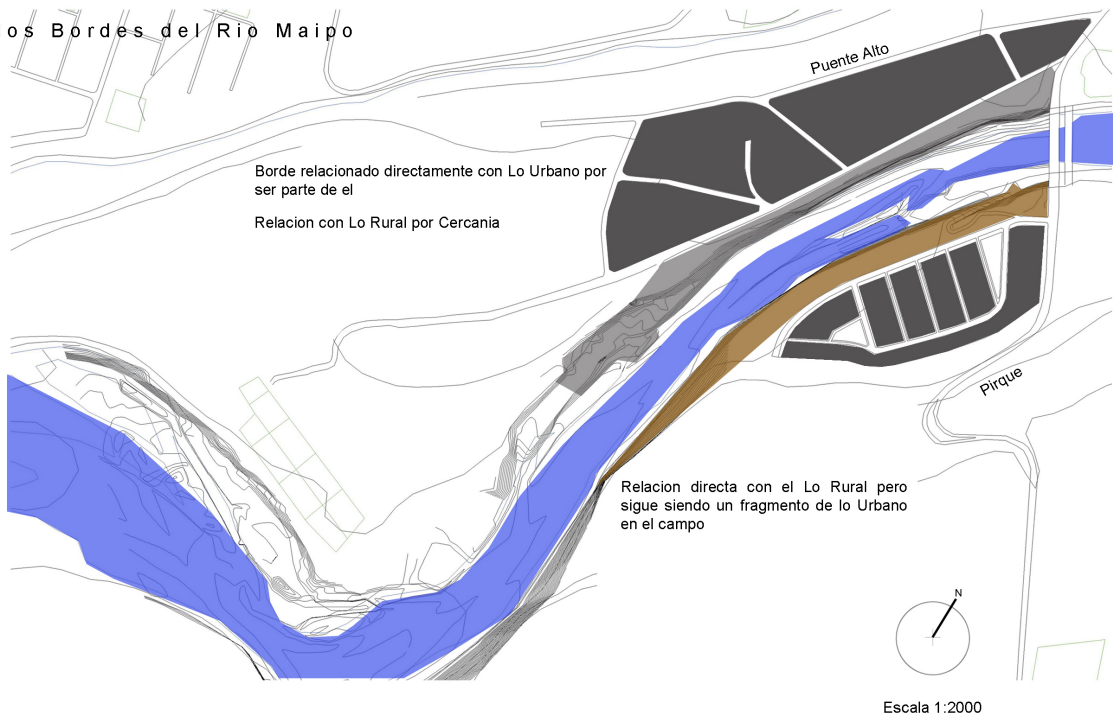 os Bordes del Rio Maipo
Puente Alto
Borde relacionado directamente con Lo Urbano por
ser parte de el
Relacion con Lo Rural por Cercania
Pirque
Relacion directa con el Lo Rural pero
sigue siendo un fragmento de lo Urbano
en el campo
N
Escala 1:2000